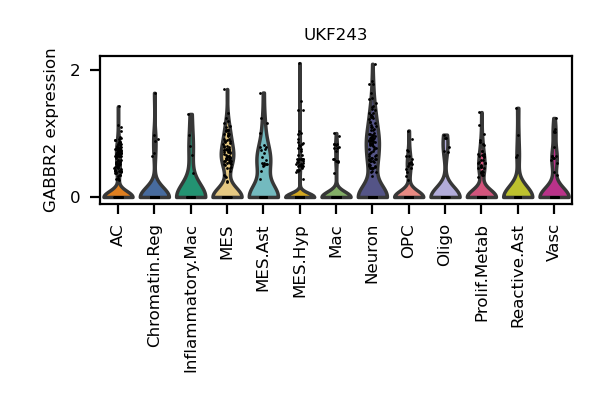 UKF243
GABBR2 expression
2
0
AC
Chromatin.Reg
Inflammatory.Mac
MES
MES.Ast
MES.Hyp
Mac
Neuron
OPC
Oligo
Prolif.Metab
Reactive.Ast
Vasc